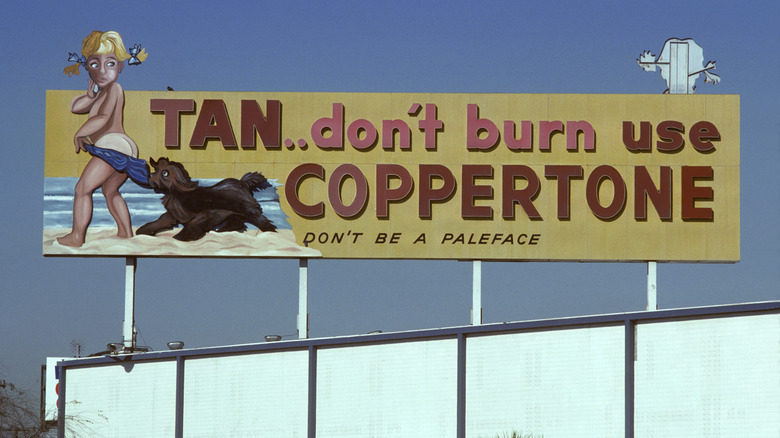 TAN..don't burn use
COPPERTONE
DON'T BE A PALEFACE